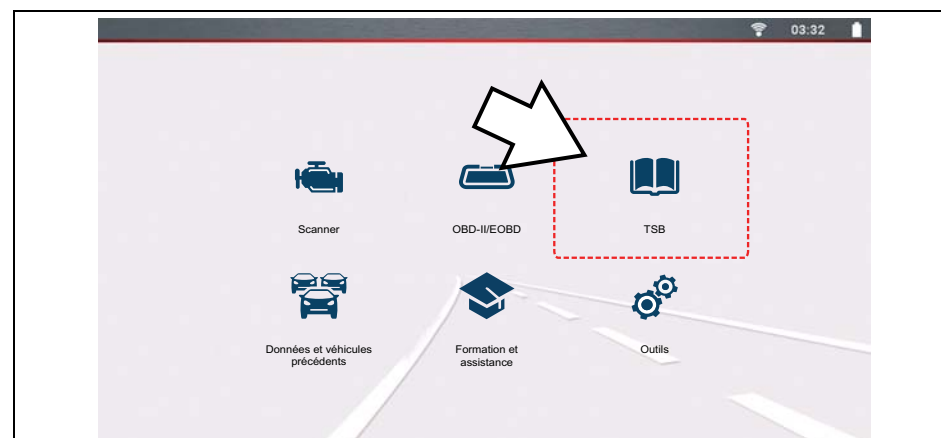 03:32
Scanner
OBD-II/EOBD
TSB
Données et véhicules
précédents
Formation et
assistance
Outils